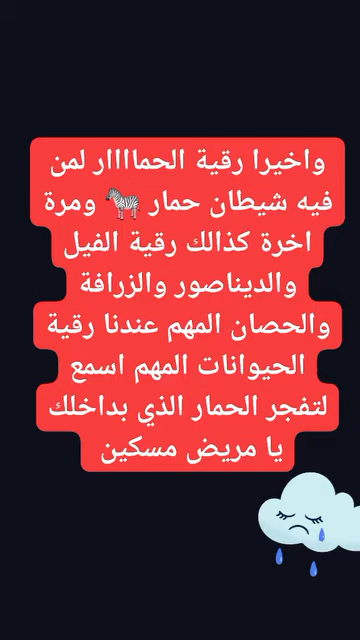 واخيرا رقية الحماااار لمن
فيه شيطان حمار 🦓 ومرة
اخرة كذالك رقية الفيل
والديناصور والزرافة
والحصان المهم عندنا رقية
الحيوانات المهم اسمع
لتفجر الحمار الذي بداخلك
يا مريض مسكين